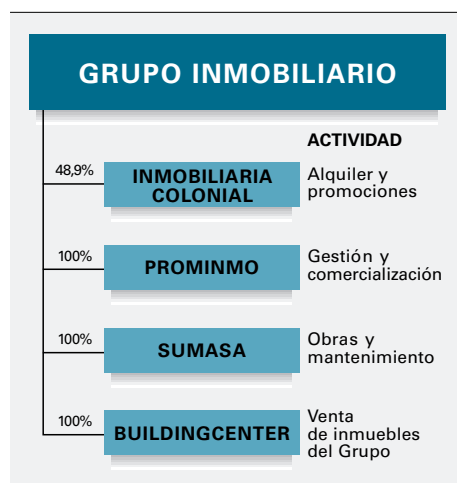 GRUPO INMOBILIARIO
ACTIVIDAD
48,9%
INMOBILIARIA
COLONIAL
Alquiler y
promociones
100%
PROMINMO
Gestión y
comercialización
100%
SUMASA
Obras y
mantenimiento
100%
BUILDINGCENTER
Venta
de inmuebles
del Grupo